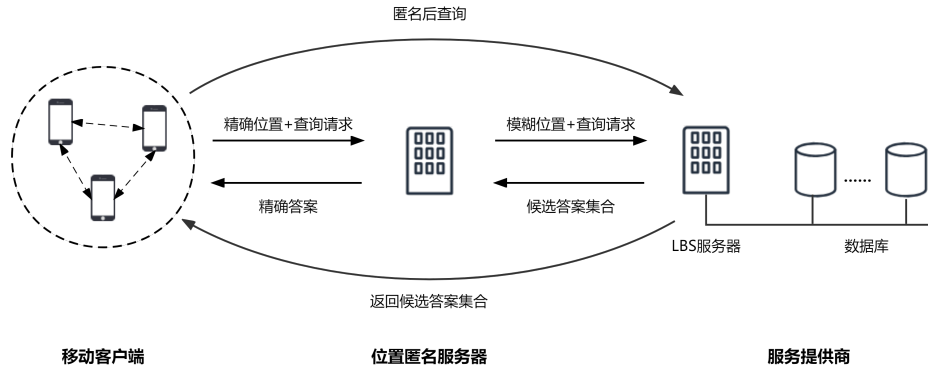 匿名后查询
精确位置+查询请求
模糊位置+查询请求
精确答案
候选答案集合
LBS服务器
数据库
返回候选答案集合
移动客户端
位置匿名服务器
服务提供商